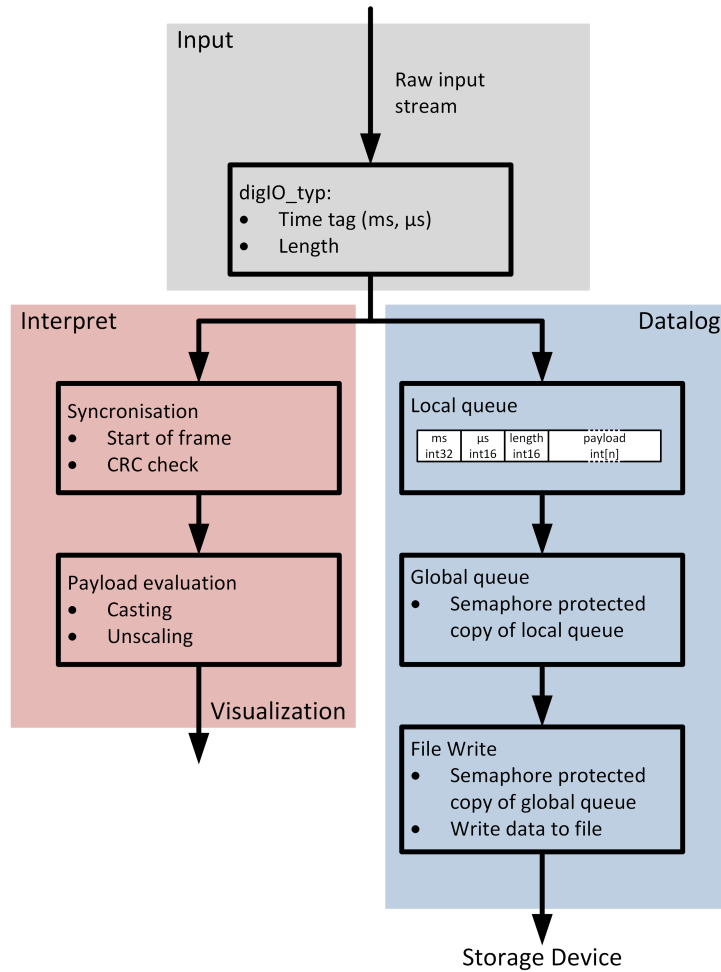 Input
Raw input
stream
digIO_typ:
• Time tag (ms, µs)
• Length
Interpret
Syncronisation
• Start of frame
• CRC check
Payload evaluation
• Casting
• Unscaling
Visualization
Datalog
Local queue
ms µs length payload
int32 int16 int16 int[n]
Global queue
• Semaphore protected
copy of local queue
File Write
• Semaphore protected
copy of global queue
• Write data to file
Storage Device